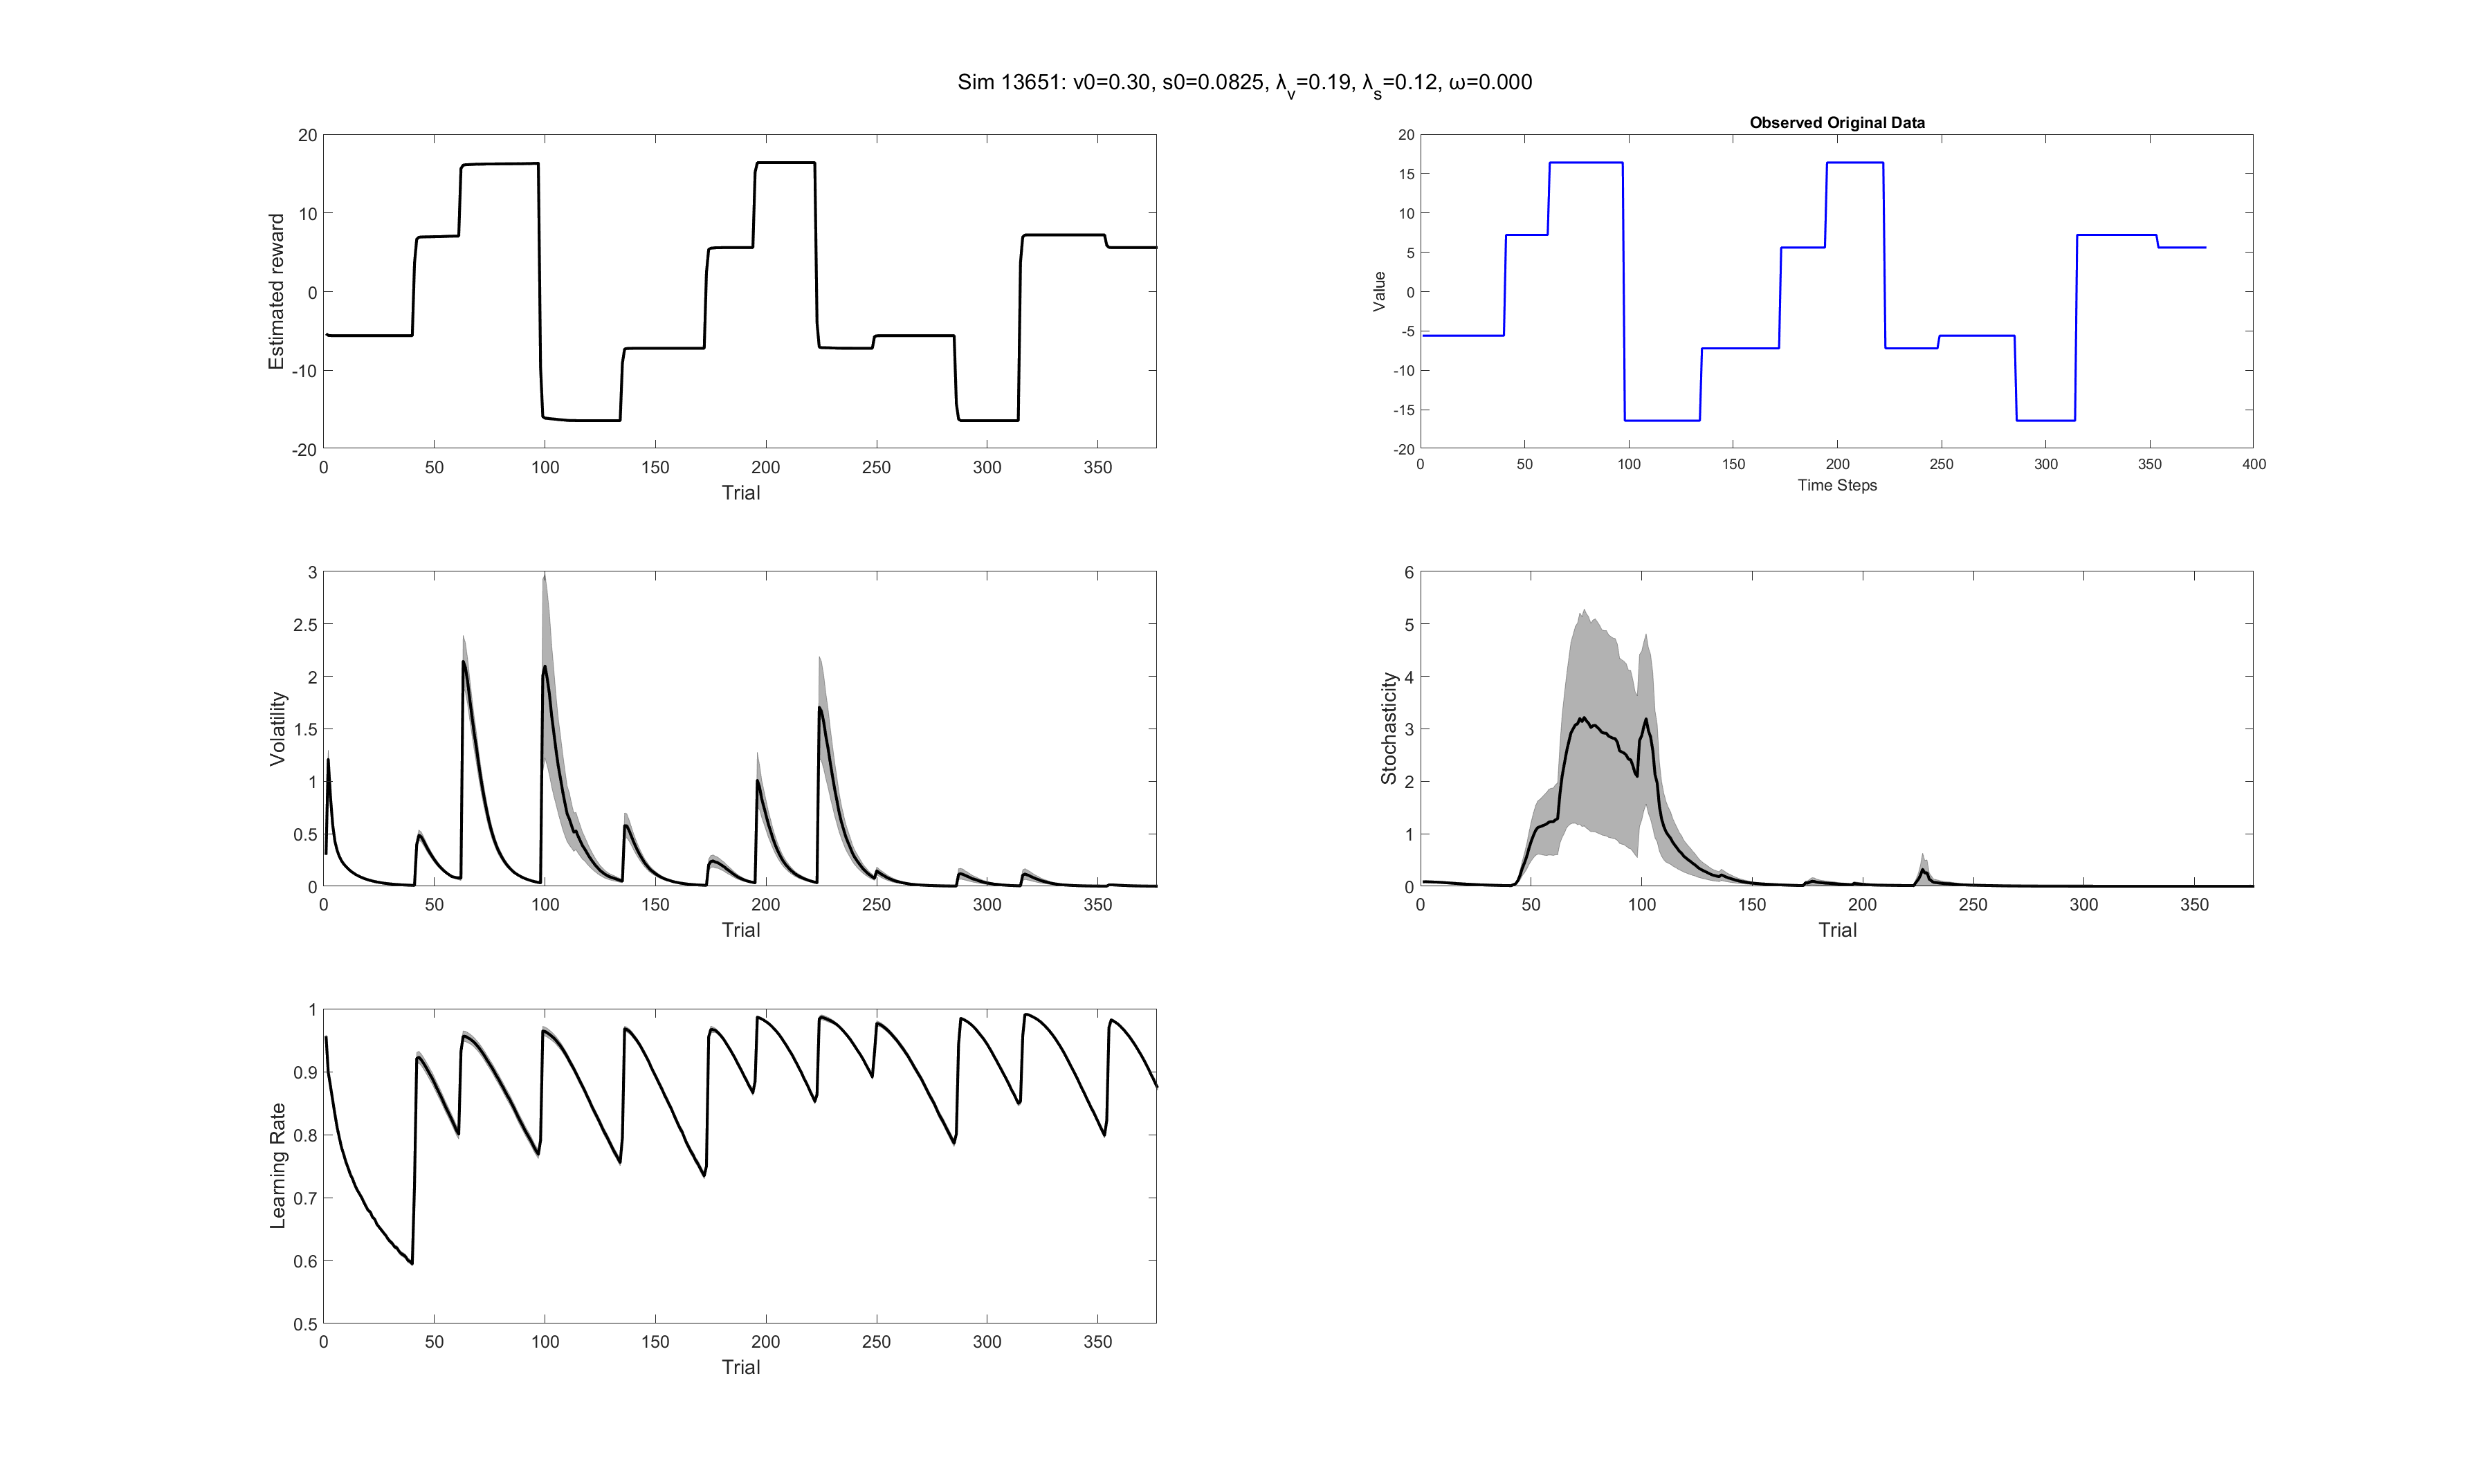 Sim 13651: v0=0.30, s0=0.0825, λv=0.19, λs=0.12, ω=0.000
Estimated reward
20
10
0
-10
-20
0 50 100 150 200 250 300 350
Trial
Observed Original Data
Value
20
15
10
5
0
-5
-10
-15
-20
0 50 100 150 200 250 300 350 400
Time Steps
Volatility
3
2.5
2
1.5
1
0.5
0
0 50 100 150 200 250 300 350
Trial
Stochasticity
6
5
4
3
2
1
0
0 50 100 150 200 250 300 350
Trial
Learning Rate
1
0.9
0.8
0.7
0.6
0.5
0 50 100 150 200 250 300 350
Trial